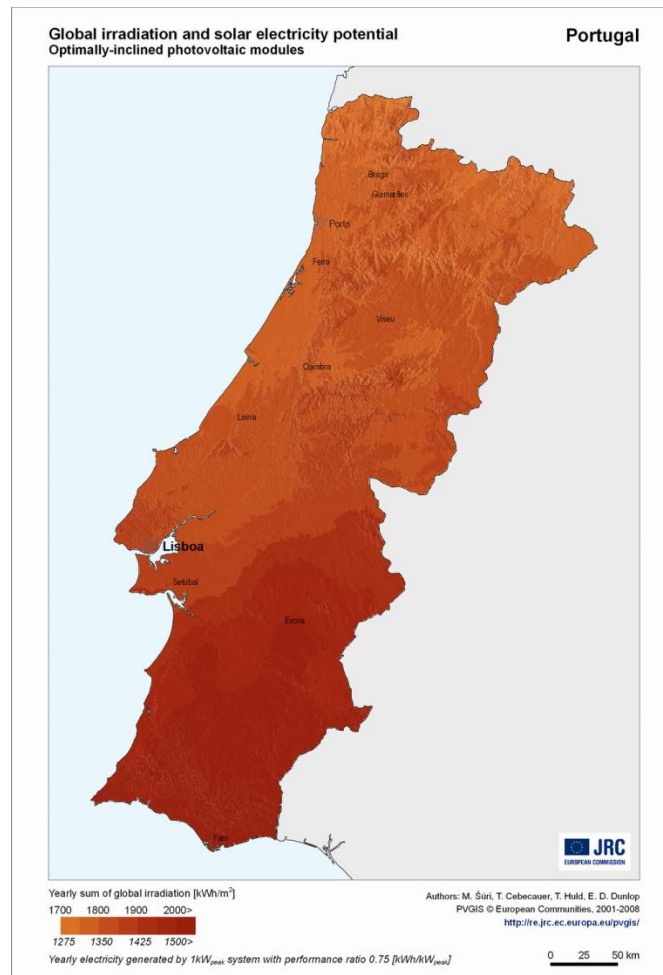 Global irradiation and solar electricity potential
Optimally-inclined photovoltaic modules
Portugal
Braga
Guimarães
Porto
Feira
Viseu
Coimbra
Leiria
Lisboa
Setubal
Evora
Faro
JRC
EUROPEAN COMMISSION
Yearly sum of global irradiation [kWh/m²]
1700 1800 1900 2000>
1275 1350 1425 1500>
Yearly electricity generated by 1kWpeak system with performance ratio 0.75 [kWh/kWpeak]
Authors: M. Šúri, T. Cebecauer, T. Huld, E. D. Dunlop
PVGIS © European Communities, 2001-2008
http://re.jrc.ec.europa.eu/pvgis/
0 25 50 km